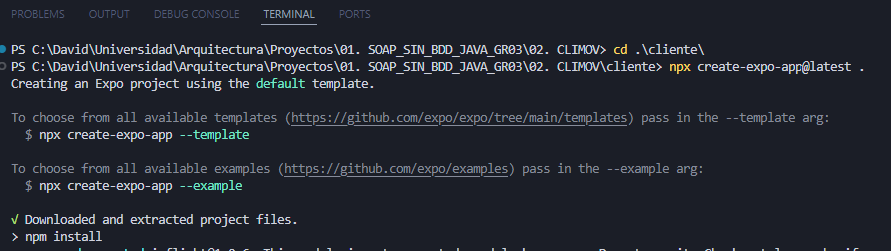 PROBLEMS OUTPUT DEBUG CONSOLE TERMINAL PORTS
PS C:\David\Universidad\Arquitectura\Proyectos\01. SOAP_SIN_BDD_JAVA_GR03\02. CLIMOV> cd .\cliente\
PS C:\David\Universidad\Arquitectura\Proyectos\01. SOAP_SIN_BDD_JAVA_GR03\02. CLIMOV\cliente> npx create-expo-app@latest .
Creating an Expo project using the default template.
To choose from all available templates (https://github.com/expo/expo/tree/main/templates) pass in the --template arg:
$ npx create-expo-app --template
To choose from all available examples (https://github.com/expo/examples) pass in the --example arg:
$ npx create-expo-app --example
√ Downloaded and extracted project files.
> npm install